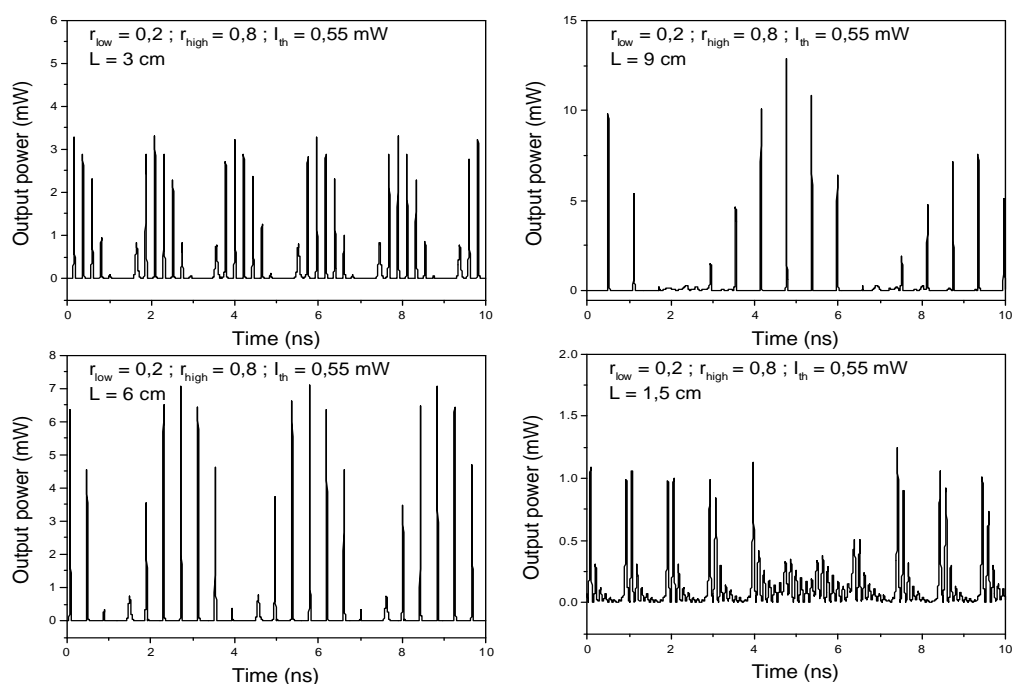 r_low = 0,2 ; r_high = 0,8 ; I_th = 0,55 mW
L = 3 cm
Output power (mW)
6
5
4
3
2
1
0
0 2 4 6 8 10
Time (ns)
r_low = 0,2 ; r_high = 0,8 ; I_th = 0,55 mW
L = 9 cm
Output power (mW)
15
10
5
0
0 2 4 6 8 10
Time (ns)
r_low = 0,2 ; r_high = 0,8 ; I_th = 0,55 mW
L = 6 cm
Output power (mW)
8
7
6
5
4
3
2
1
0
0 2 4 6 8 10
Time (ns)
r_low = 0,2 ; r_high = 0,8 ; I_th = 0,55 mW
L = 1,5 cm
Output power (mW)
2.0
1.5
1.0
0.5
0.0
0 2 4 6 8 10
Time (ns)